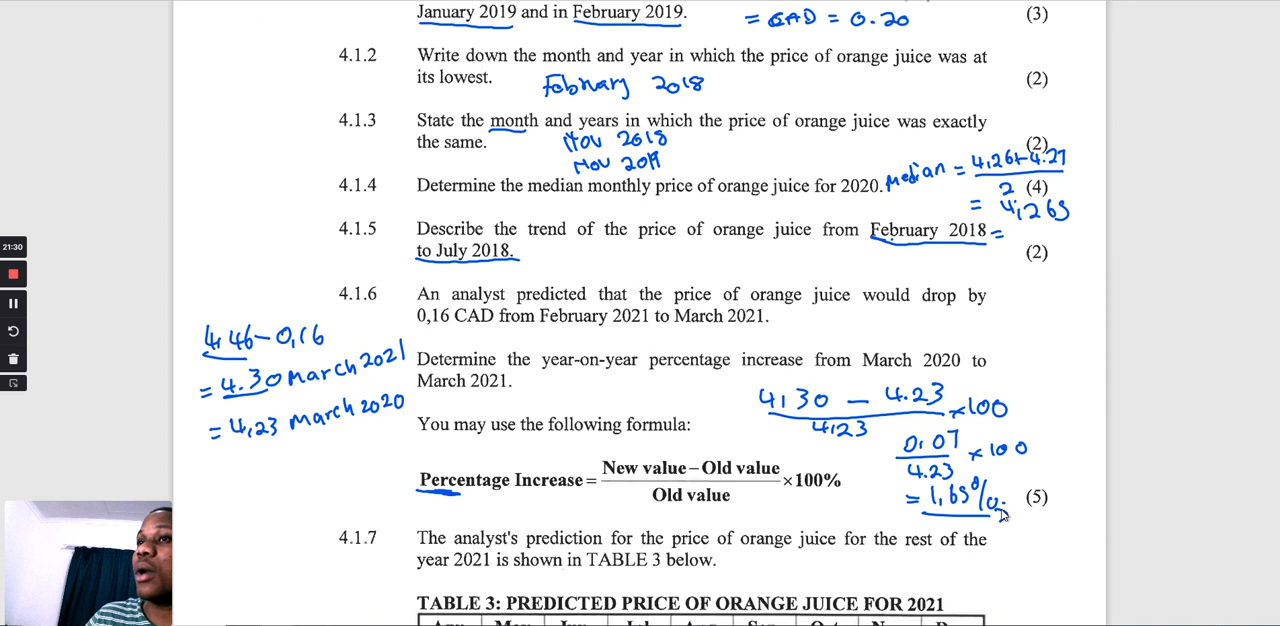 January 2019 and in February 2019.
= CAD = 0.20
(3)
4.1.2 Write down the month and year in which the price of orange juice was at
its lowest.
(2)
February 2018
4.1.3 State the month and years in which the price of orange juice was exactly
the same.
(2)
Nov 2018
Nov 2019
4.1.4 Determine the median monthly price of orange juice for 2020.
(4)
Median = 4,26+4.27
2
= 4,265
4.1.5 Describe the trend of the price of orange juice from February 2018 =
to July 2018.
(2)
4.1.6 An analyst predicted that the price of orange juice would drop by
0,16 CAD from February 2021 to March 2021.
4,46-0,16
= 4.30 March 2021
= 4,23 March 2020
Determine the year-on-year percentage increase from March 2020 to
March 2021.
4,30 - 4.23
4,23
×100
You may use the following formula:
0,07
4.23
×100
= 1,65%
Percentage Increase = New value – Old value
Old value
×100%
(5)
4.1.7 The analyst's prediction for the price of orange juice for the rest of the
year 2021 is shown in TABLE 3 below.
TABLE 3: PREDICTED PRICE OF ORANGE JUICE FOR 2021
21:30